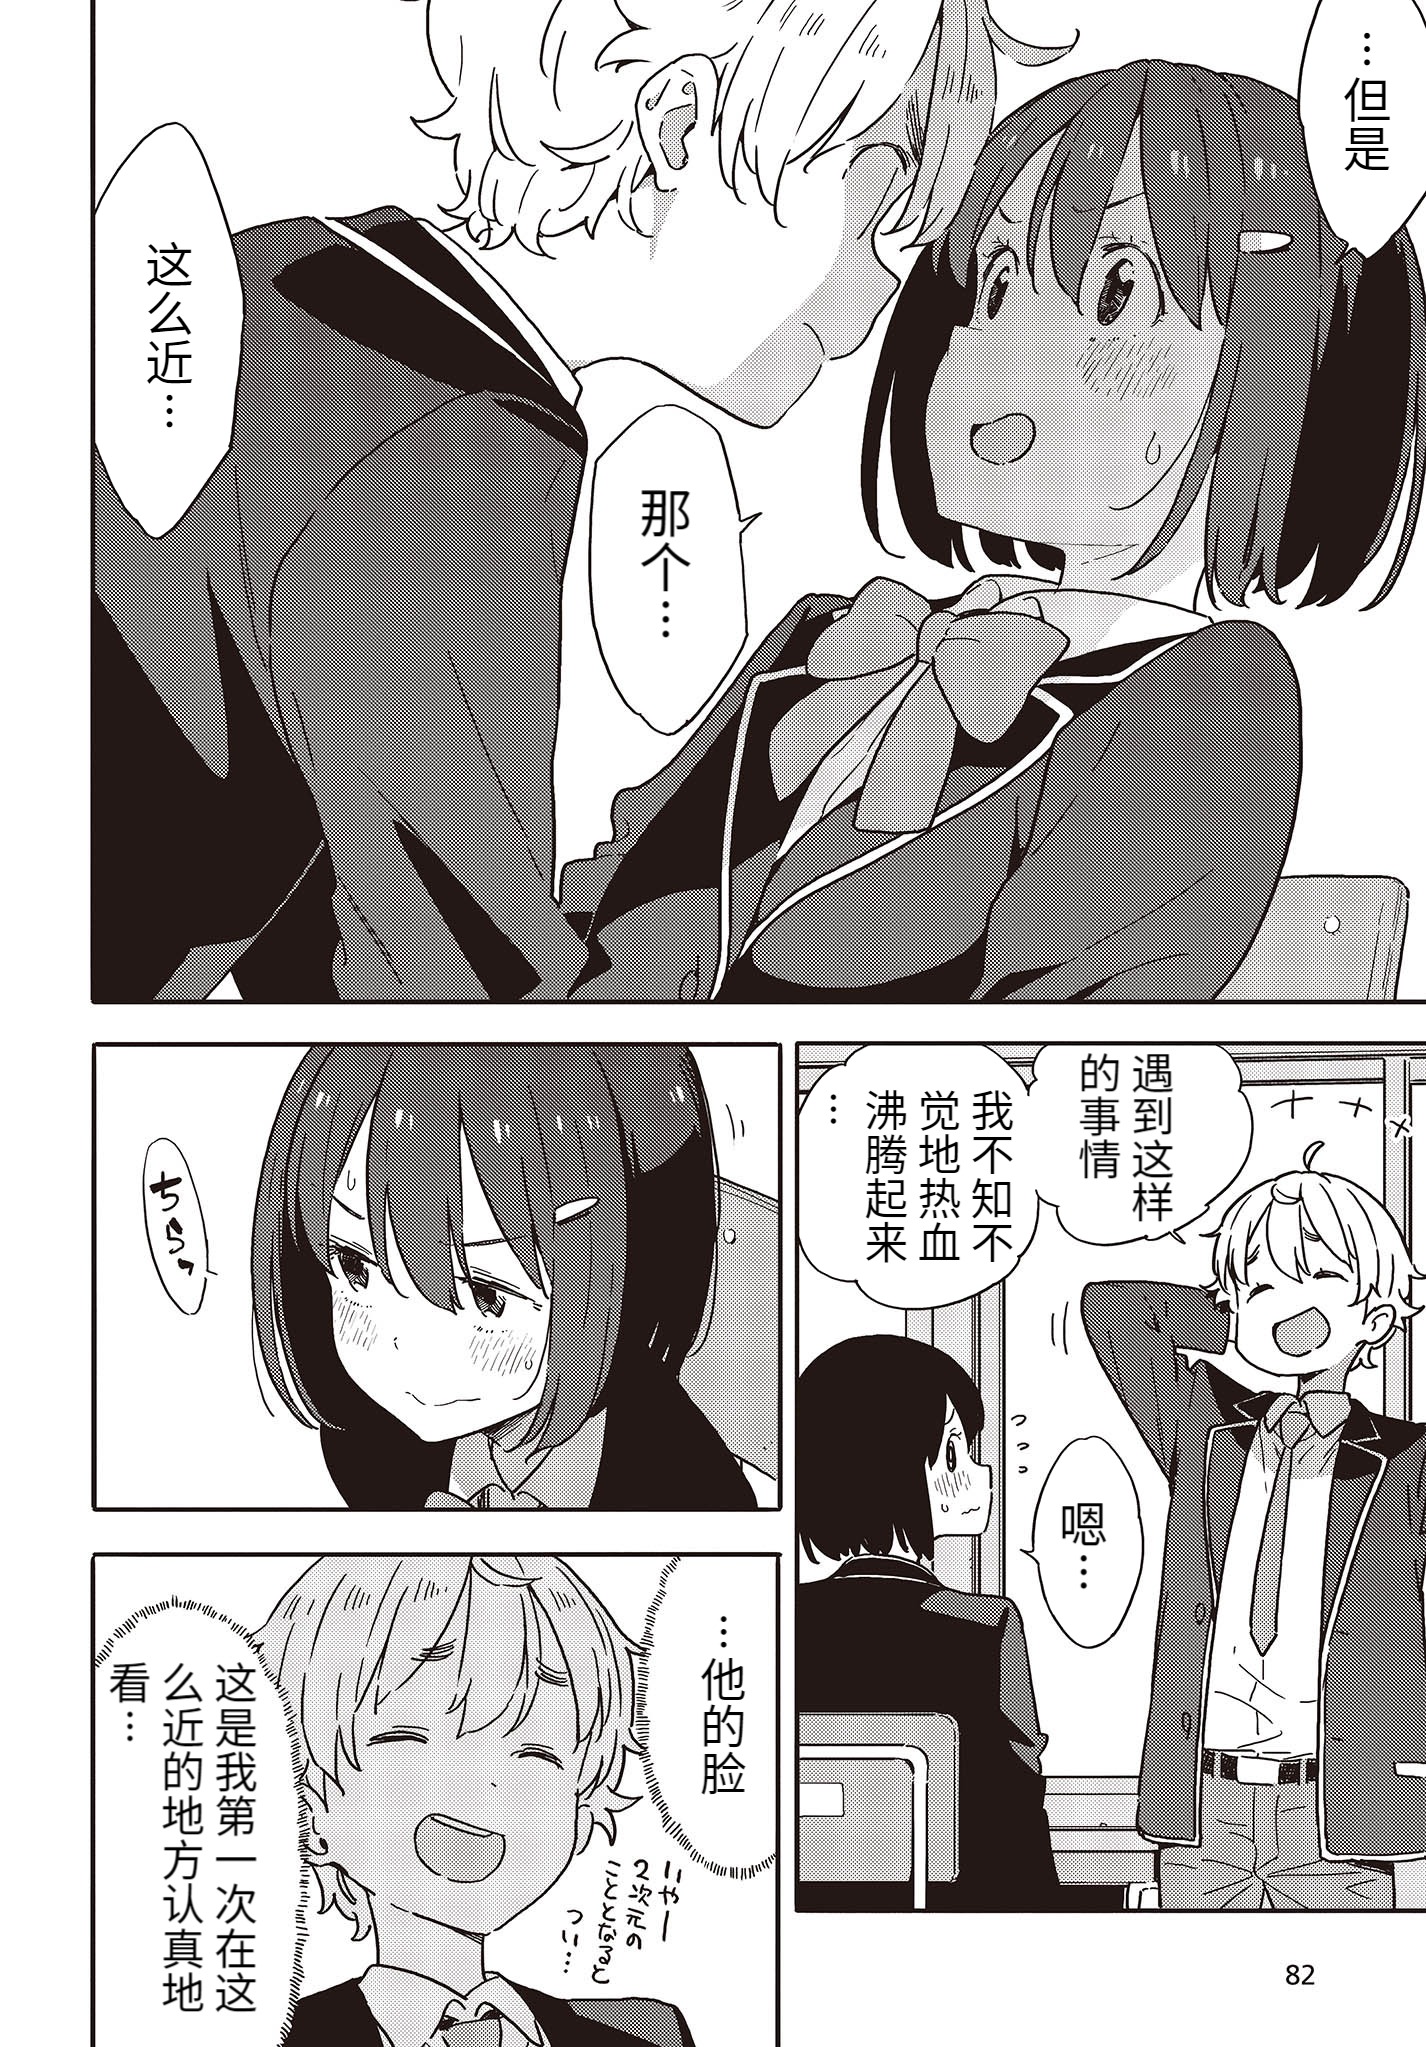 …但是
那个…
这么近…
遇到这样
的事情
我不知不
觉地热血
沸腾起来
…
嗯…
ちらっ
…他的脸
いやー
2次元の
こととなると
つい…
这是我第一次在这
么近的地方认真地
看…
82